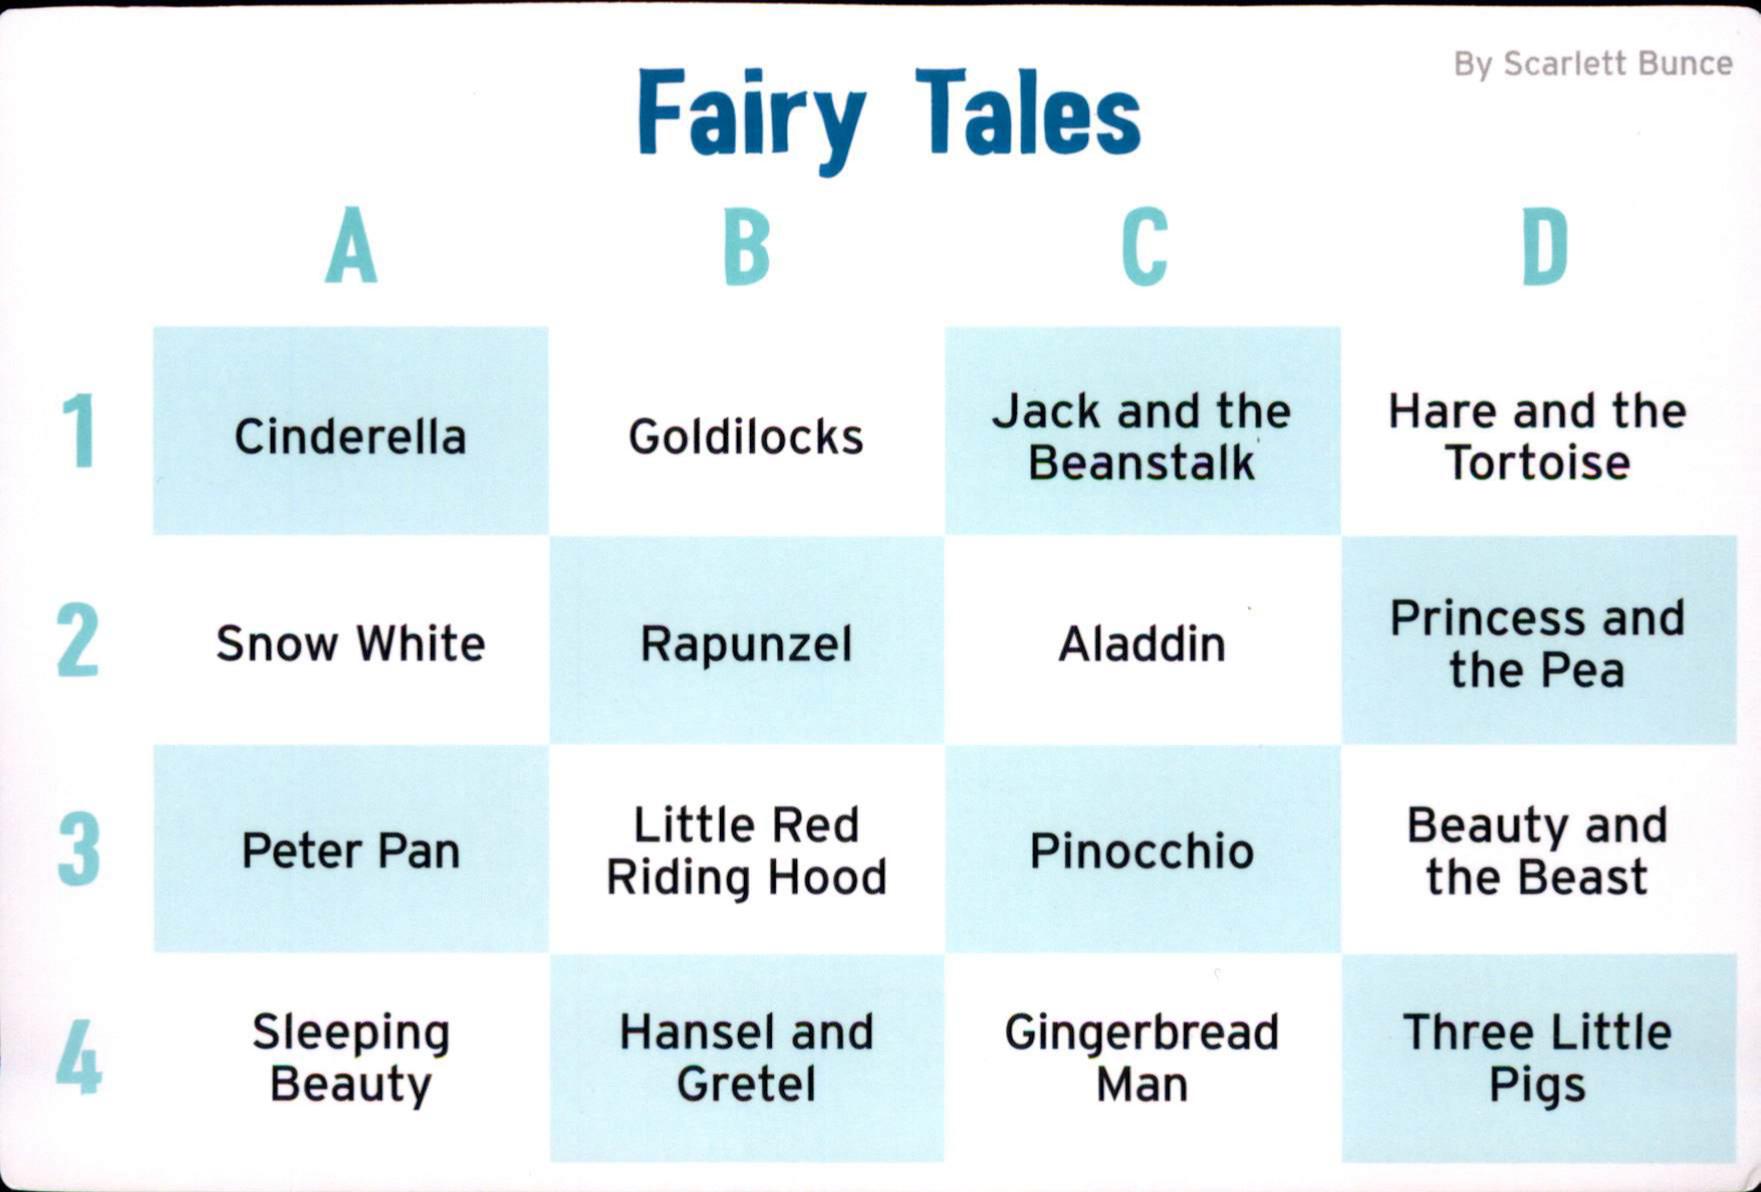 By Scarlett Bunce
Fairy Tales
A B C D
1 Cinderella Goldilocks Jack and the Beanstalk Hare and the Tortoise
2 Snow White Rapunzel Aladdin Princess and the Pea
3 Peter Pan Little Red Riding Hood Pinocchio Beauty and the Beast
4 Sleeping Beauty Hansel and Gretel Gingerbread Man Three Little Pigs